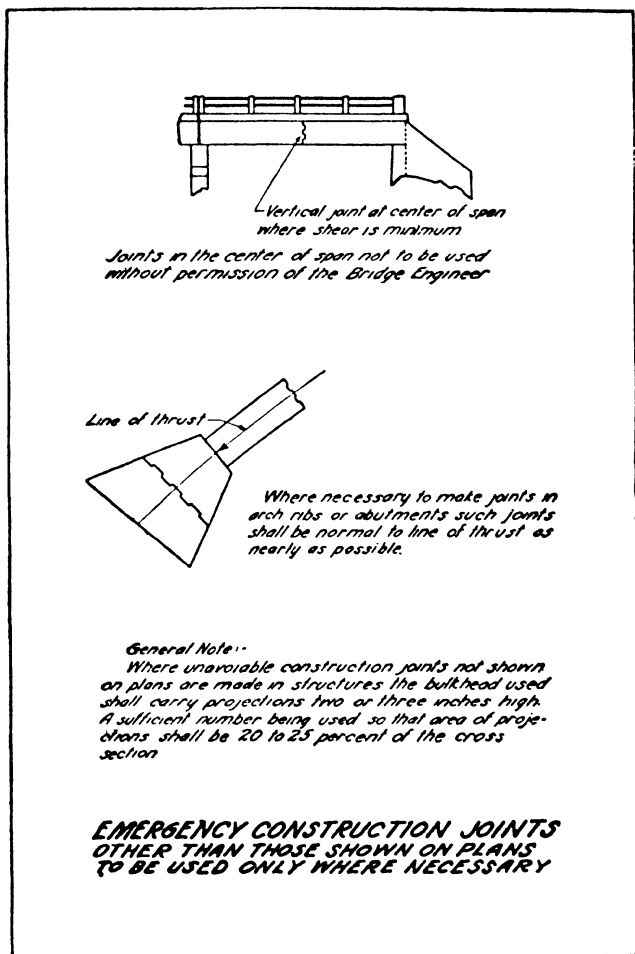 Vertical joint at center of span
where shear is minimum
Joints in the center of span not to be used
without permission of the Bridge Engineer
Line of thrust
Where necessary to make joints in
arch ribs or abutments such joints
shall be normal to line of thrust as
nearly as possible.
General Note:-
Where unavoiable construction joints not shown
on plans are made in structures the bulkhead used
shall carry projections two or three inches high.
A sufficient number being used so that area of proje-
ctions shall be 20 to 25 percent of the cross
section
EMERGENCY CONSTRUCTION JOINTS
OTHER THAN THOSE SHOWN ON PLANS
TO BE USED ONLY WHERE NECESSARY